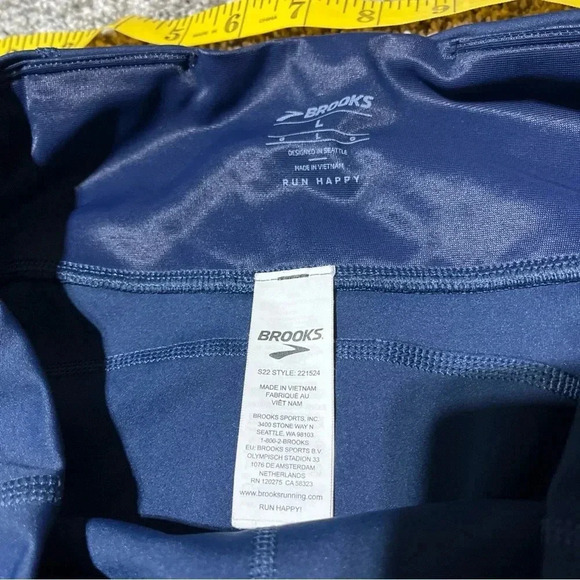 5 6 7 8 9
BROOKS
L
DESIGNED IN SEATTLE
MADE IN VIETNAM
RUN HAPPY
BROOKS
S22 STYLE: 221524
MADE IN VIETNAM
FABRIQUÉ AU
VIÊT NAM
BROOKS SPORTS, INC.
3400 STONE WAY N
SEATTLE, WA 98103
1-800-2-BROOKS
EU: BROOKS SPORTS B.V.
OLYMPISCH STADION 33
1076 DE AMSTERDAM
NETHERLANDS
RN 120275 CA 58323
www.brooksrunning.com
RUN HAPPY!